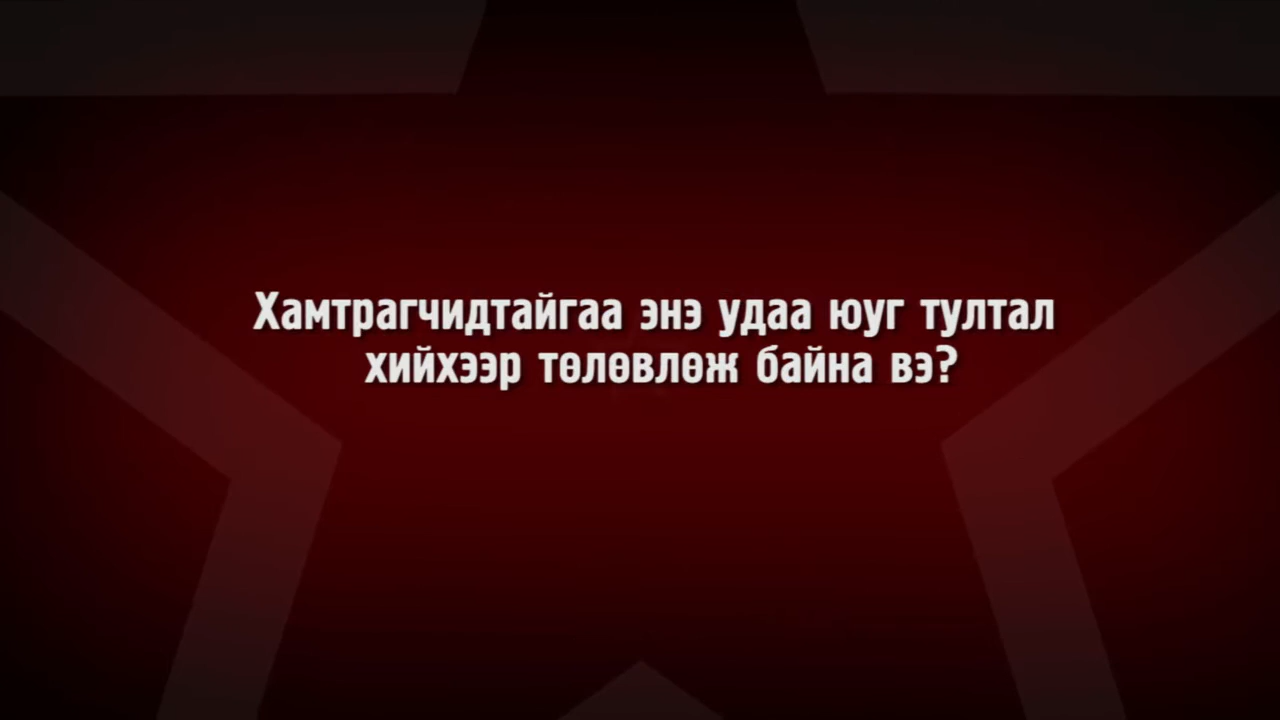 Хамтрагчидтайгаа энэ удаа юуг тултал
хийхээр төлөвлөж байна вэ?